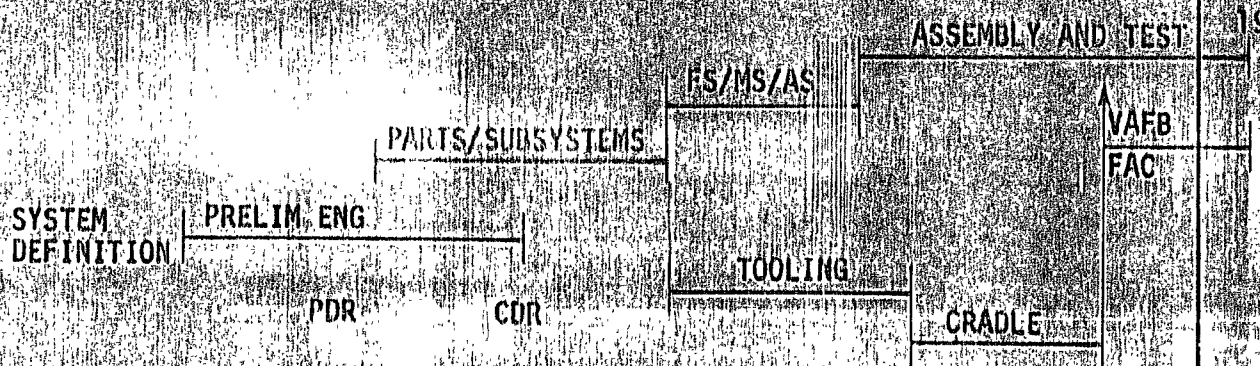 ASSEMBLY AND TEST
FS/MS/AS
VAFB
PARTS/SUBSYSTEMS
FAC
SYSTEM
DEFINITION
PRELIM ENG
TOOLING
PDR
CDR
CRADLE